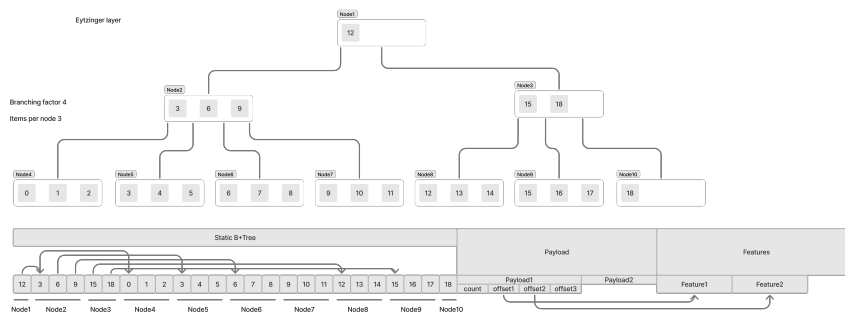 Eytzinger layer
Node1
12
Branching factor 4
Items per node 3
Node2
3 6 9
Node3
15 18
Node4
0 1 2
Node5
3 4 5
Node6
6 7 8
Node7
9 10 11
Node8
12 13 14
Node9
15 16 17
Node10
18
Static B+Tree
Payload
Features
12 3 6 9 15 18 0 1 2 3 4 5 6 7 8 9 10 11 12 13 14 15 16 17 18
Payload1
Payload2
count offset1 offset2 offset3
Feature1
Feature2
Node1 Node2 Node3 Node4 Node5 Node6 Node7 Node8 Node9 Node10